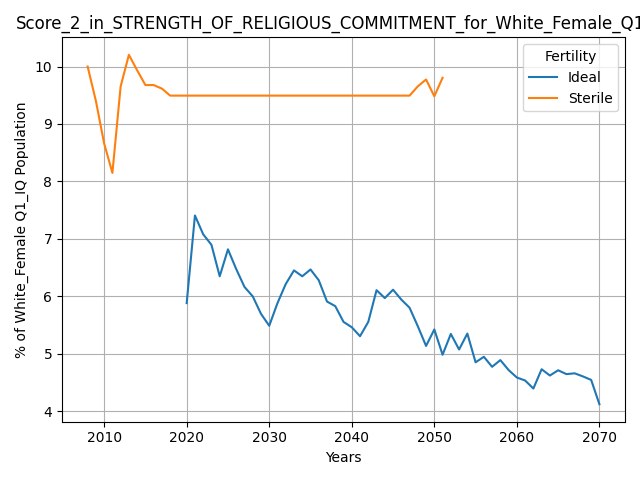 Score_2_in_STRENGTH_OF_RELIGIOUS_COMMITMENT_for_White_Female_Q1
Fertility
Ideal
Sterile
% of White_Female Q1_IQ Population
10
9
8
7
6
5
4
2010 2020 2030 2040 2050 2060 2070
Years